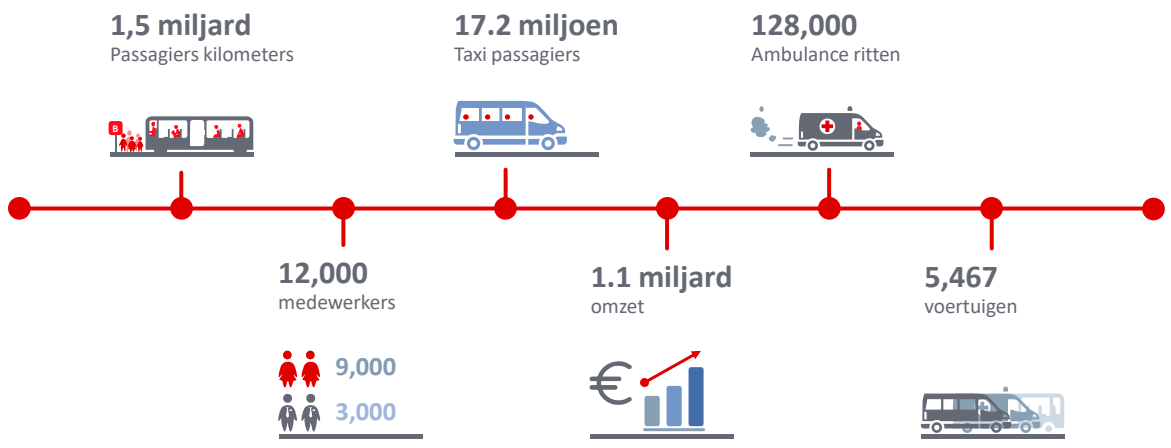 1,5 miljard
Passagiers kilometers
17.2 miljoen
Taxi passagiers
128,000
Ambulance ritten
B
12,000
medewerkers
9,000
3,000
1.1 miljard
omzet
€
5,467
voertuigen